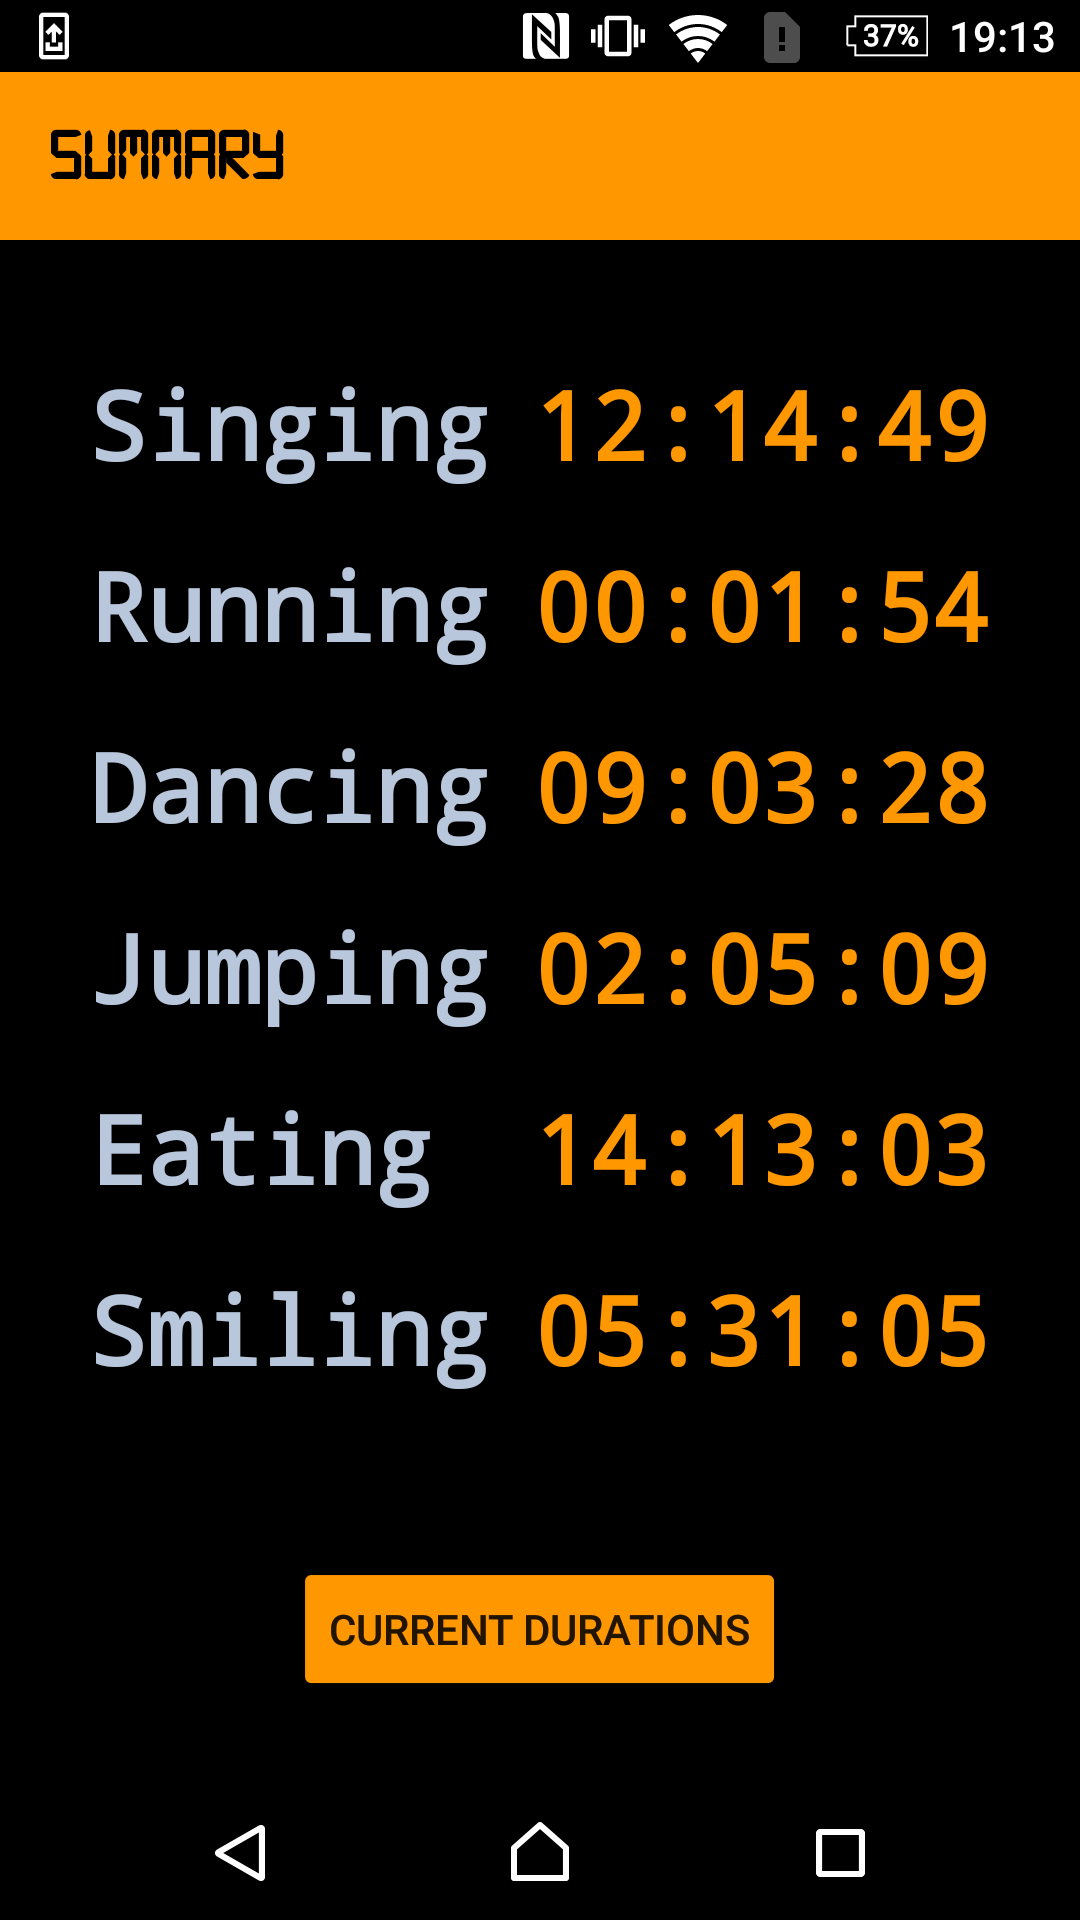 37% 19:13
SUMMARY
Singing 12:14:49
Running 00:01:54
Dancing 09:03:28
Jumping 02:05:09
Eating 14:13:03
Smiling 05:31:05
CURRENT DURATIONS